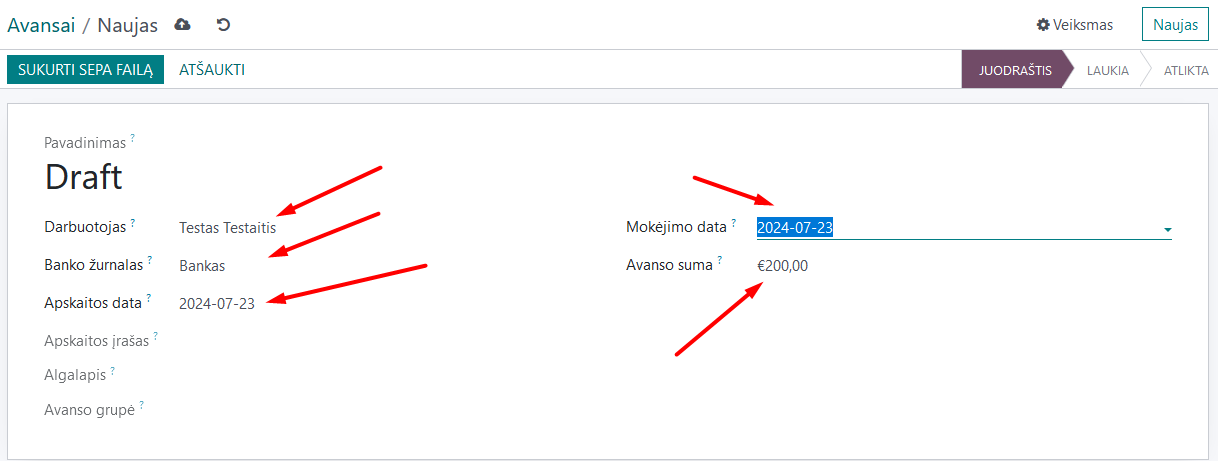 Avansai / Naujas
Veiksmas
Naujas
SUKURTI SEPA FAILĄ
ATŠAUKTI
JUODRAŠTIS
LAUKIA
ATLIKTA
Pavadinimas ?
Draft
Darbuotojas ? Testas Testaitis
Mokėjimo data ? 2024-07-23
Banko žurnalas ? Bankas
Avanso suma ? €200,00
Apskaitos data ? 2024-07-23
Apskaitos įrašas ?
Algalapis ?
Avanso grupė ?